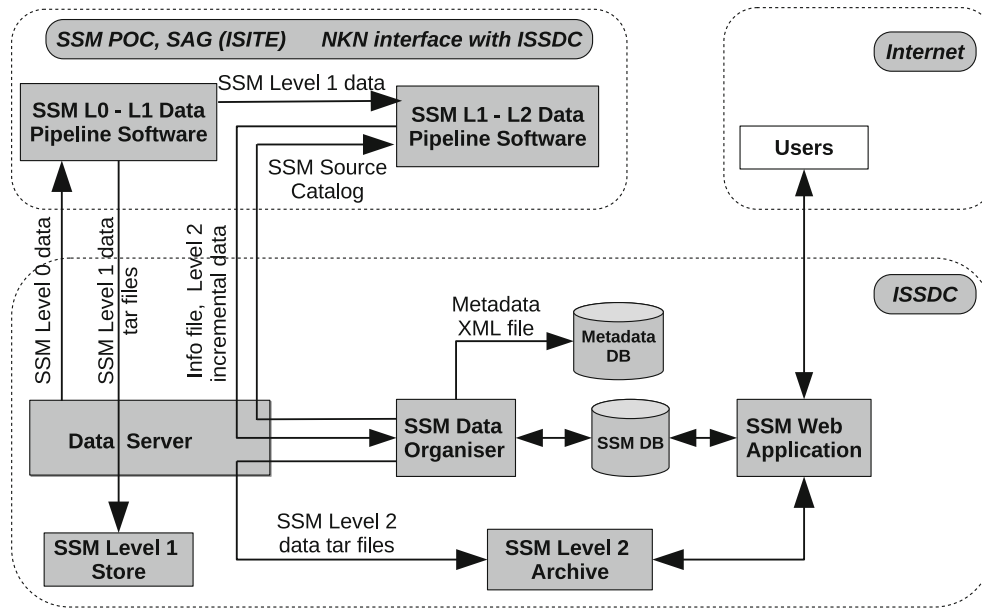 SSM POC, SAG (ISITE) NKN interface with ISSDC
Internet
SSM Level 1 data
SSM L0 - L1 Data
Pipeline Software
SSM L1 - L2 Data
Pipeline Software
Users
SSM Source
Catalog
SSM Level 0 data
SSM Level 1 data
tar files
Info file, Level 2
incremental data
ISSDC
Metadata
XML file
Metadata
DB
Data Server
SSM Data
Organiser
SSM DB
SSM Web
Application
SSM Level 1
Store
SSM Level 2
data tar files
SSM Level 2
Archive